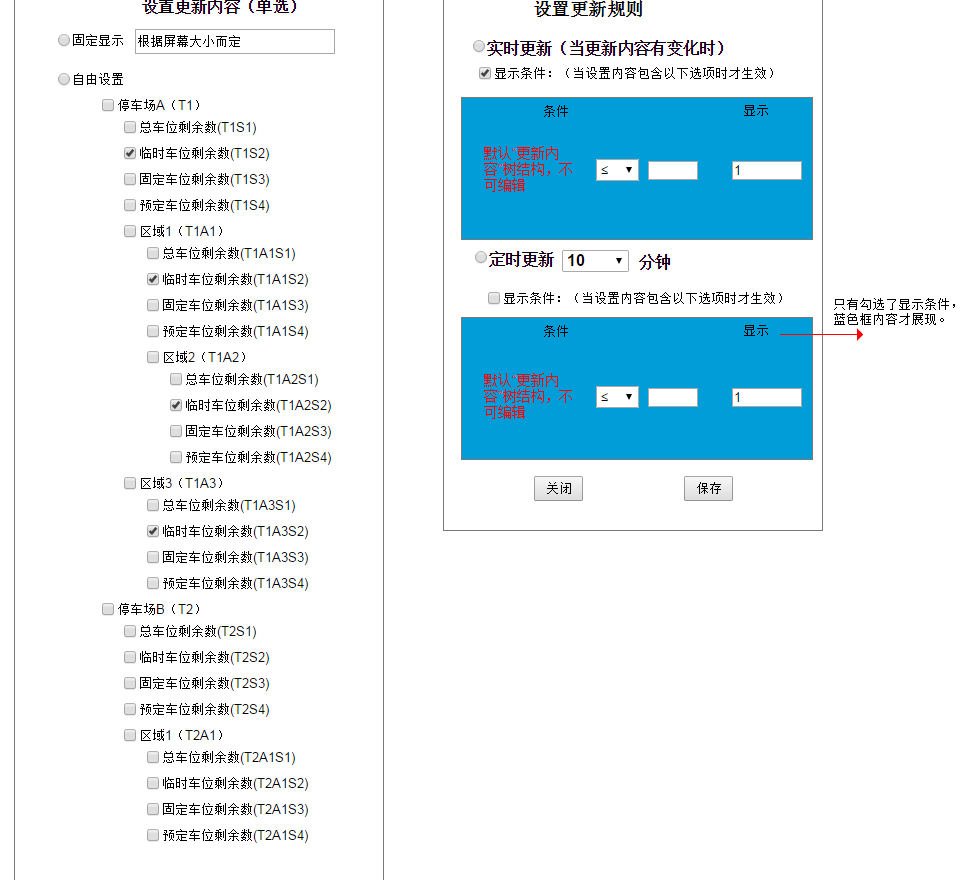 设置更新内容（单选）
固定显示 根据屏幕大小而定
自由设置
停车场A（T1）
总车位剩余数(T1S1)
临时车位剩余数(T1S2)
固定车位剩余数(T1S3)
预定车位剩余数(T1S4)
区域1（T1A1）
总车位剩余数(T1A1S1)
临时车位剩余数(T1A1S2)
固定车位剩余数(T1A1S3)
预定车位剩余数(T1A1S4)
区域2（T1A2）
总车位剩余数(T1A2S1)
临时车位剩余数(T1A2S2)
固定车位剩余数(T1A2S3)
预定车位剩余数(T1A2S4)
区域3（T1A3）
总车位剩余数(T1A3S1)
临时车位剩余数(T1A3S2)
固定车位剩余数(T1A3S3)
预定车位剩余数(T1A3S4)
停车场B（T2）
总车位剩余数(T2S1)
临时车位剩余数(T2S2)
固定车位剩余数(T2S3)
预定车位剩余数(T2S4)
区域1（T2A1）
总车位剩余数(T2A1S1)
临时车位剩余数(T2A1S2)
固定车位剩余数(T2A1S3)
预定车位剩余数(T2A1S4)
设置更新规则
实时更新（当更新内容有变化时）
显示条件：（当设置内容包含以下选项时才生效）
条件 显示
默认“更新内
容”树结构，不
可编辑
≤ 1
定时更新 10 分钟
显示条件：（当设置内容包含以下选项时才生效）
条件 显示
默认“更新内
容”树结构，不
可编辑
≤ 1
关闭 保存
只有勾选了显示条件，
蓝色框内容才展现。